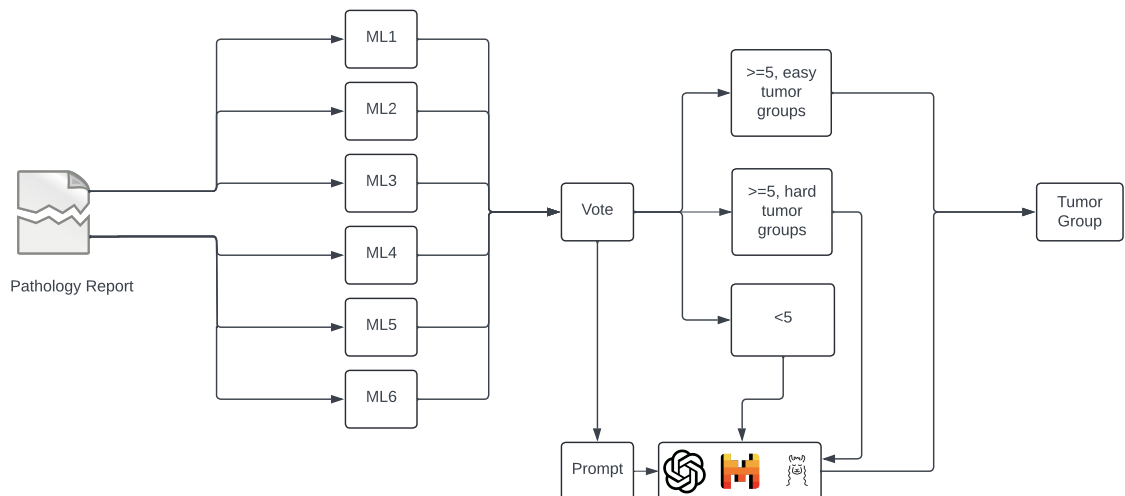 ML1
ML2
ML3
ML4
ML5
ML6
Pathology Report
Vote
Prompt
>=5, easy
tumor
groups
>=5, hard
tumor
groups
<5
Tumor
Group